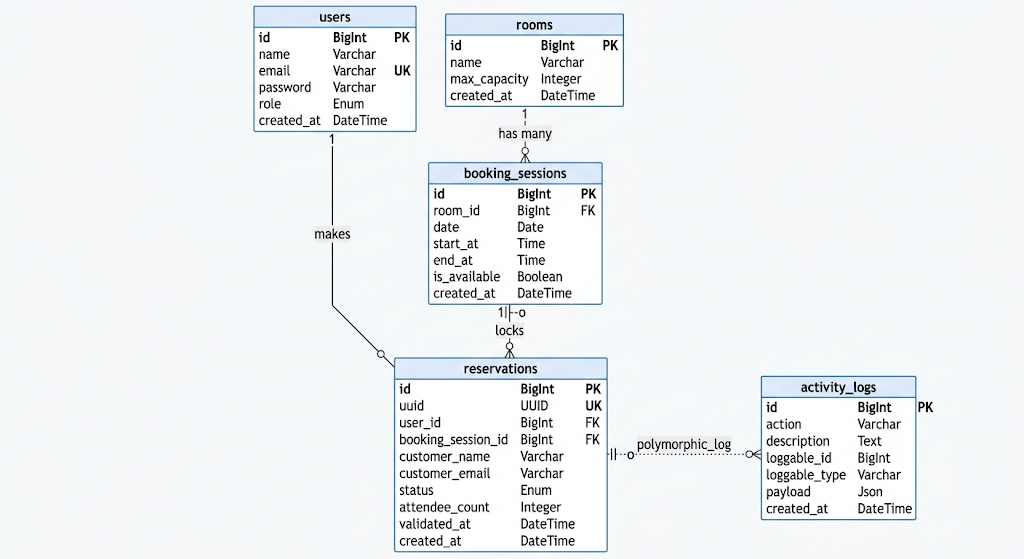 users
id BigInt PK
name Varchar
email Varchar UK
password Varchar
role Enum
created_at DateTime
rooms
id BigInt PK
name Varchar
max_capacity Integer
created_at DateTime
1
has many
1
makes
booking_sessions
id BigInt PK
room_id BigInt FK
date Date
start_at Time
end_at Time
is_available Boolean
created_at DateTime
1
locks
reservations
id BigInt PK
uuid UUID UK
user_id BigInt FK
booking_session_id BigInt FK
customer_name Varchar
customer_email Varchar
status Enum
attendee_count Integer
validated_at DateTime
created_at DateTime
polymorphic_log
activity_logs
id BigInt PK
action Varchar
description Text
loggable_id BigInt
loggable_type Varchar
payload Json
created_at DateTime